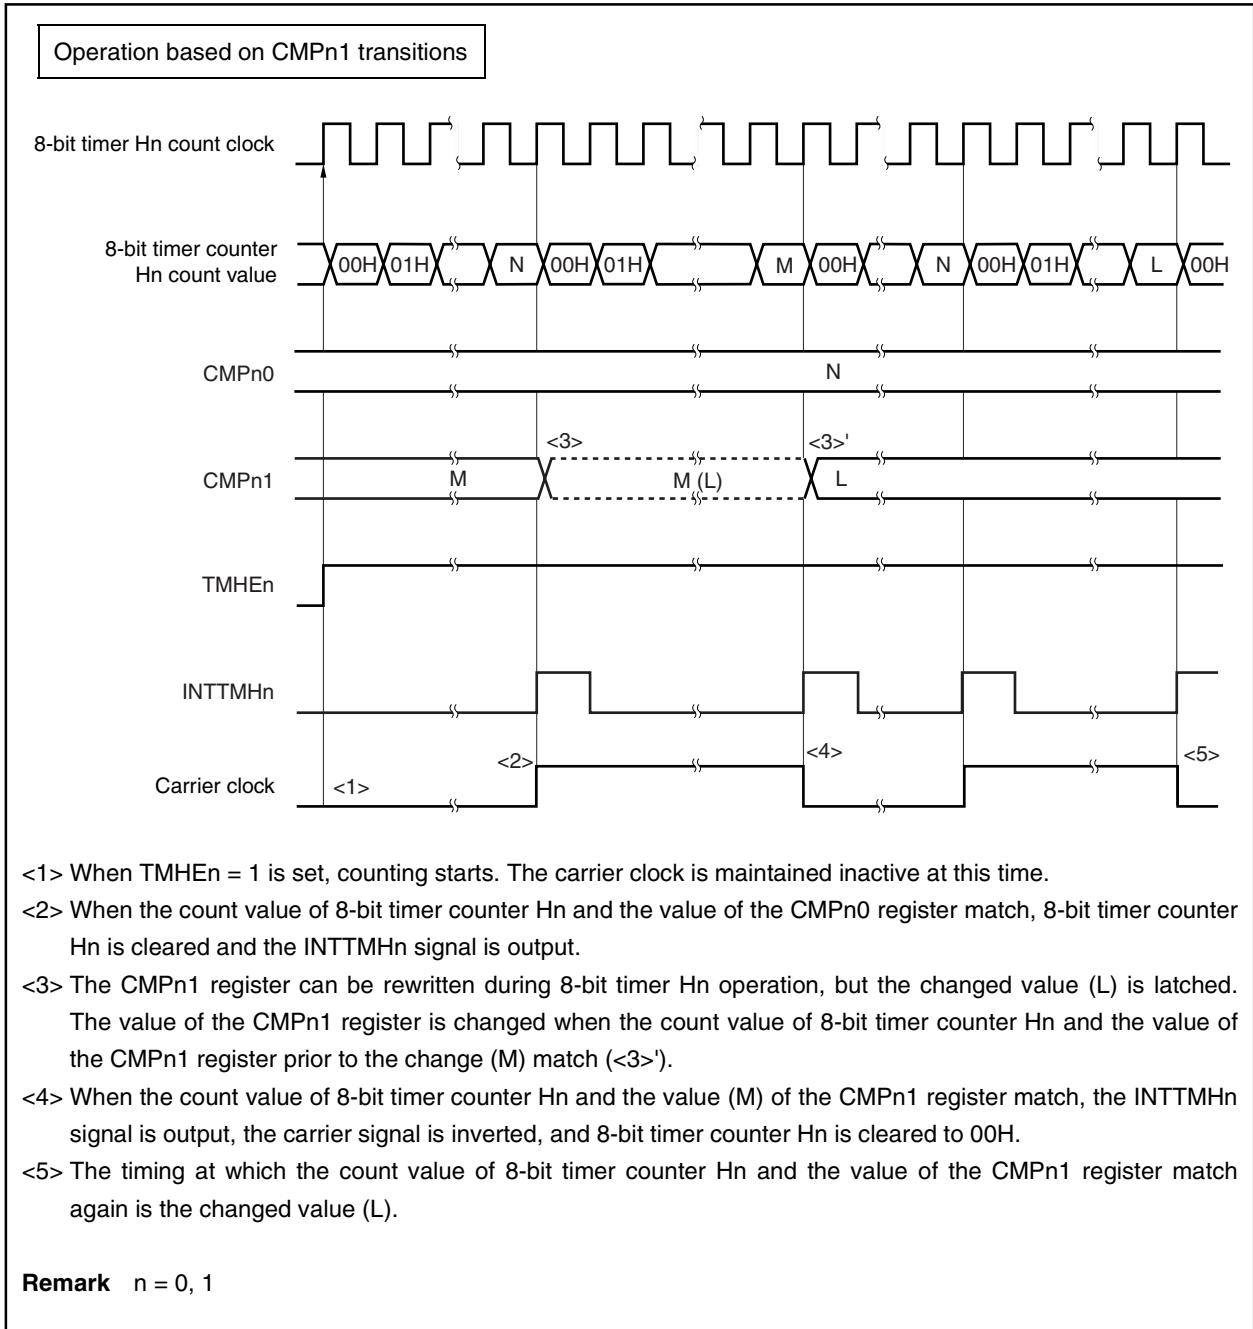 Operation based on CMPn1 transitions
8-bit timer Hn count clock
8-bit timer counter
Hn count value
00H 01H N 00H 01H M 00H N 00H 01H L 00H
CMPn0
N
<3> <3>'
CMPn1
M M (L) L
TMHEn
INTTMHn
<2> <4> <5>
Carrier clock
<1>
<1> When TMHEn = 1 is set, counting starts. The carrier clock is maintained inactive at this time.
<2> When the count value of 8-bit timer counter Hn and the value of the CMPn0 register match, 8-bit timer counter
Hn is cleared and the INTTMHn signal is output.
<3> The CMPn1 register can be rewritten during 8-bit timer Hn operation, but the changed value (L) is latched.
The value of the CMPn1 register is changed when the count value of 8-bit timer counter Hn and the value of
the CMPn1 register prior to the change (M) match (<3>').
<4> When the count value of 8-bit timer counter Hn and the value (M) of the CMPn1 register match, the INTTMHn
signal is output, the carrier signal is inverted, and 8-bit timer counter Hn is cleared to 00H.
<5> The timing at which the count value of 8-bit timer counter Hn and the value of the CMPn1 register match
again is the changed value (L).
Remark n = 0, 1